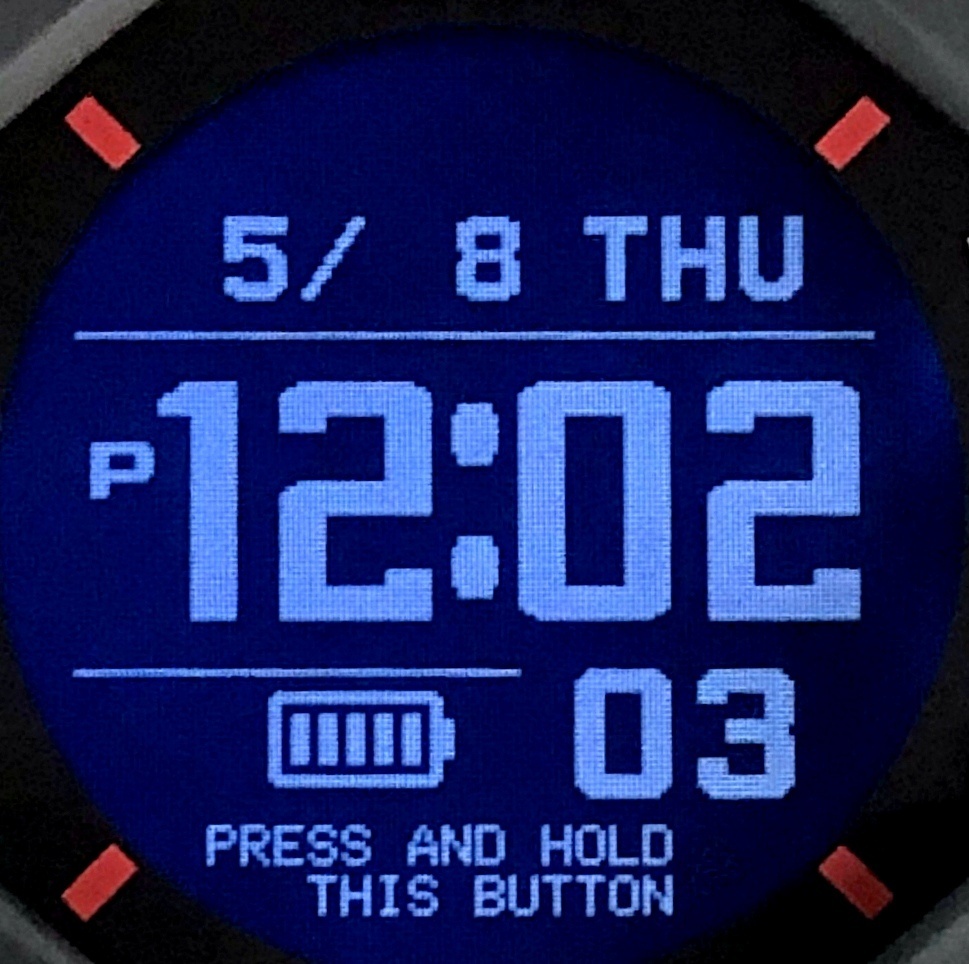 5/ 8 THU
P 12:02
03
PRESS AND HOLD
THIS BUTTON